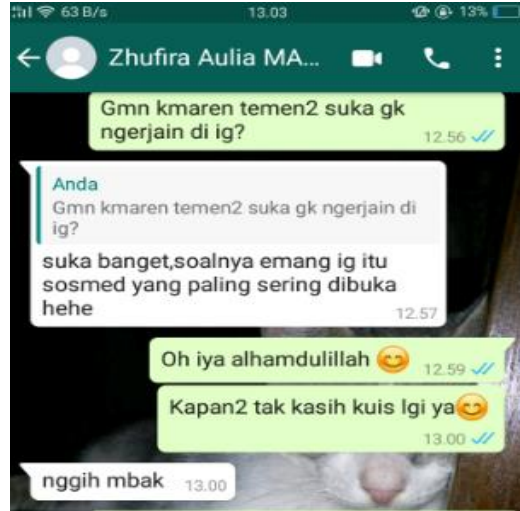 63 B/s 13.03 13%
Zhufira Aulia MA...
Gmn kmaren temen2 suka gk
ngerjain di ig?
12.56
Anda
Gmn kmaren temen2 suka gk ngerjain di
ig?
suka banget,soalnya emang ig itu
sosmed yang paling sering dibuka
hehe
12.57
Oh iya alhamdulillah 😊 12.59
Kapan2 tak kasih kuis lgi ya😊
13.00
nggih mbak 13.00